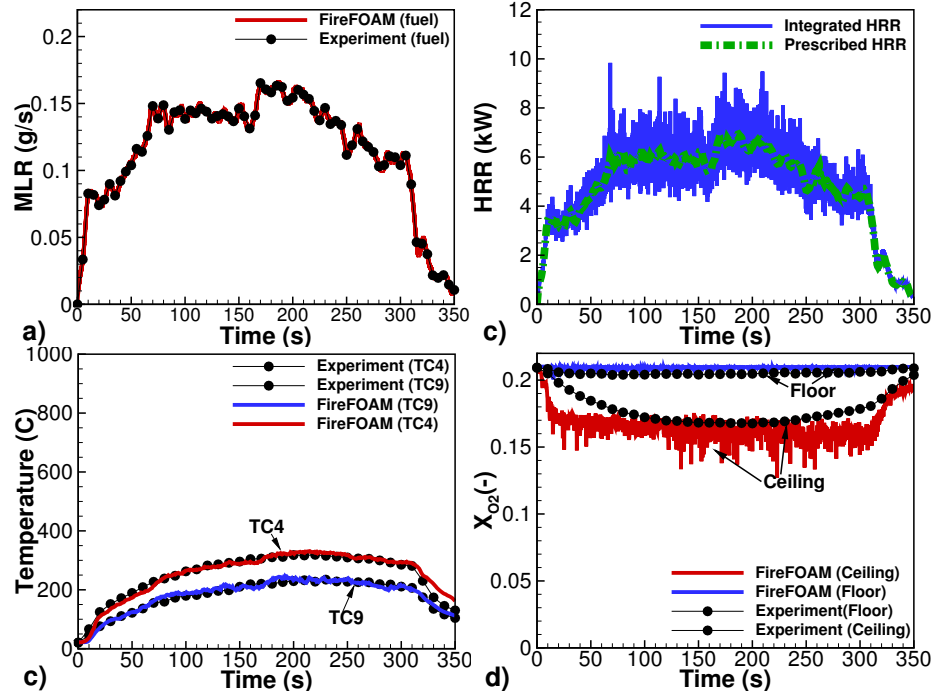 FireFOAM (fuel)
Experiment (fuel)
MLR (g/s)
0.2
0.15
0.1
0.05
0
0 50 100 150 200 250 300 350
Time (s)
a)
Integrated HRR
Prescribed HRR
HRR (kW)
12
10
8
6
4
2
0
0 50 100 150 200 250 300 350
Time (s)
c)
Experiment (TC4)
Experiment (TC9)
FireFOAM (TC9)
FireFOAM (TC4)
Temperature (C)
1000
800
600
400
200
0
TC4
TC9
0 50 100 150 200 250 300 350
Time (s)
c)
X_O2(-)
0.2
0.15
0.1
0.05
0
Floor
Ceiling
FireFOAM (Ceiling)
FireFOAM (Floor)
Experiment(Floor)
Experiment (Ceiling)
0 50 100 150 200 250 300 350
Time (s)
d)